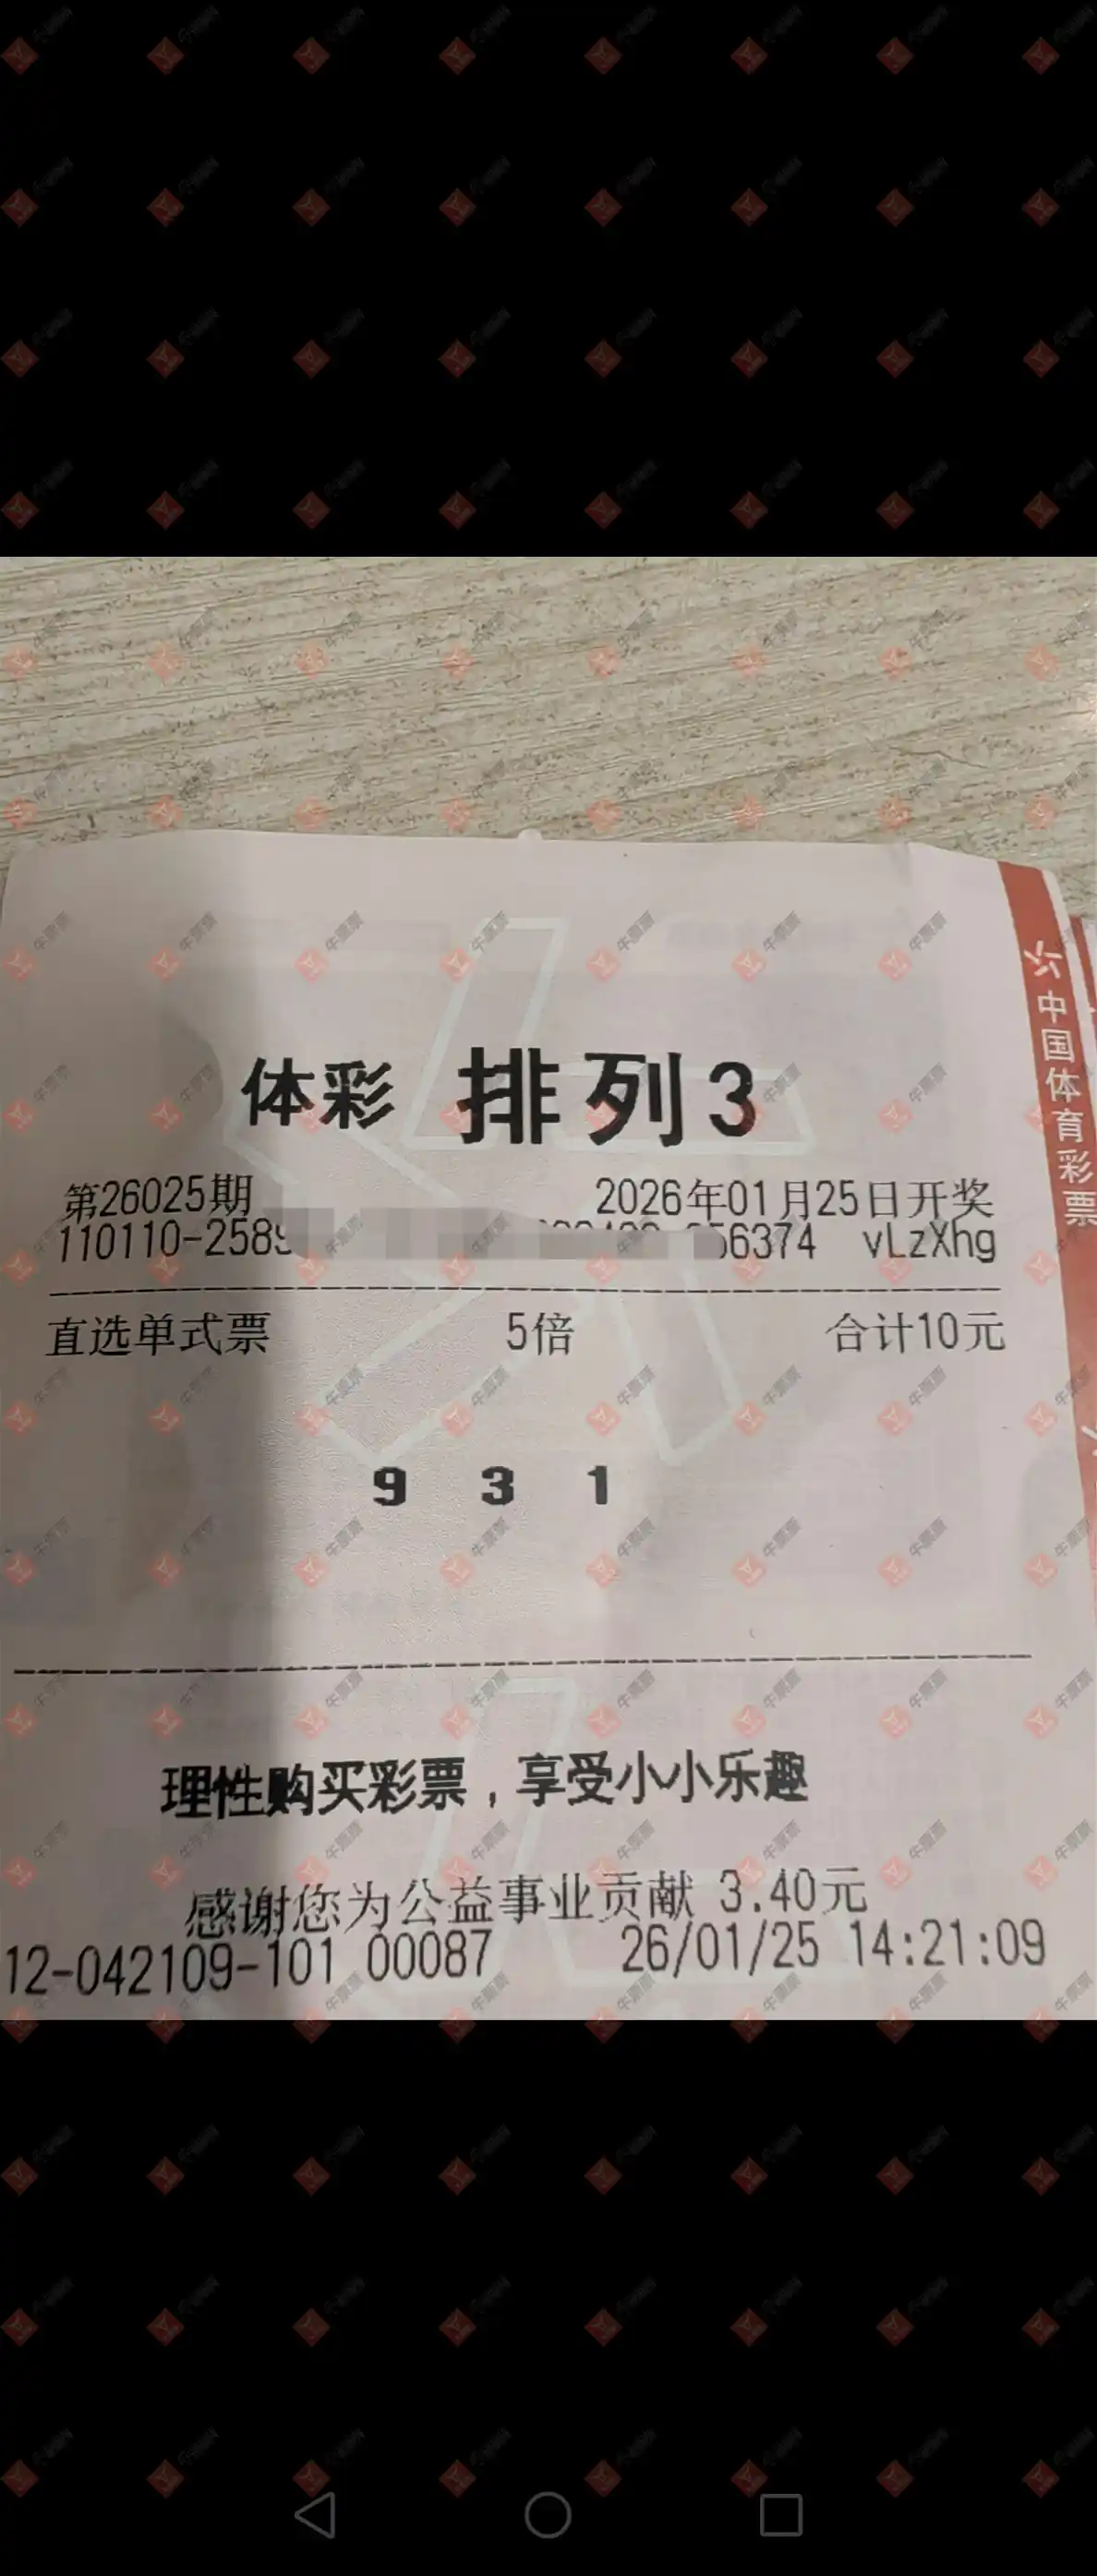 中国体育彩票
体彩 排列3
第26025期 2026年01月25日开奖
110110-2589 56374 vLzXhg
直选单式票 5倍 合计10元
9 3 1
理性购买彩票，享受小小乐趣
感谢您为公益事业贡献 3.40元
12-042109-101 00087 26/01/25 14:21:09
牛票票